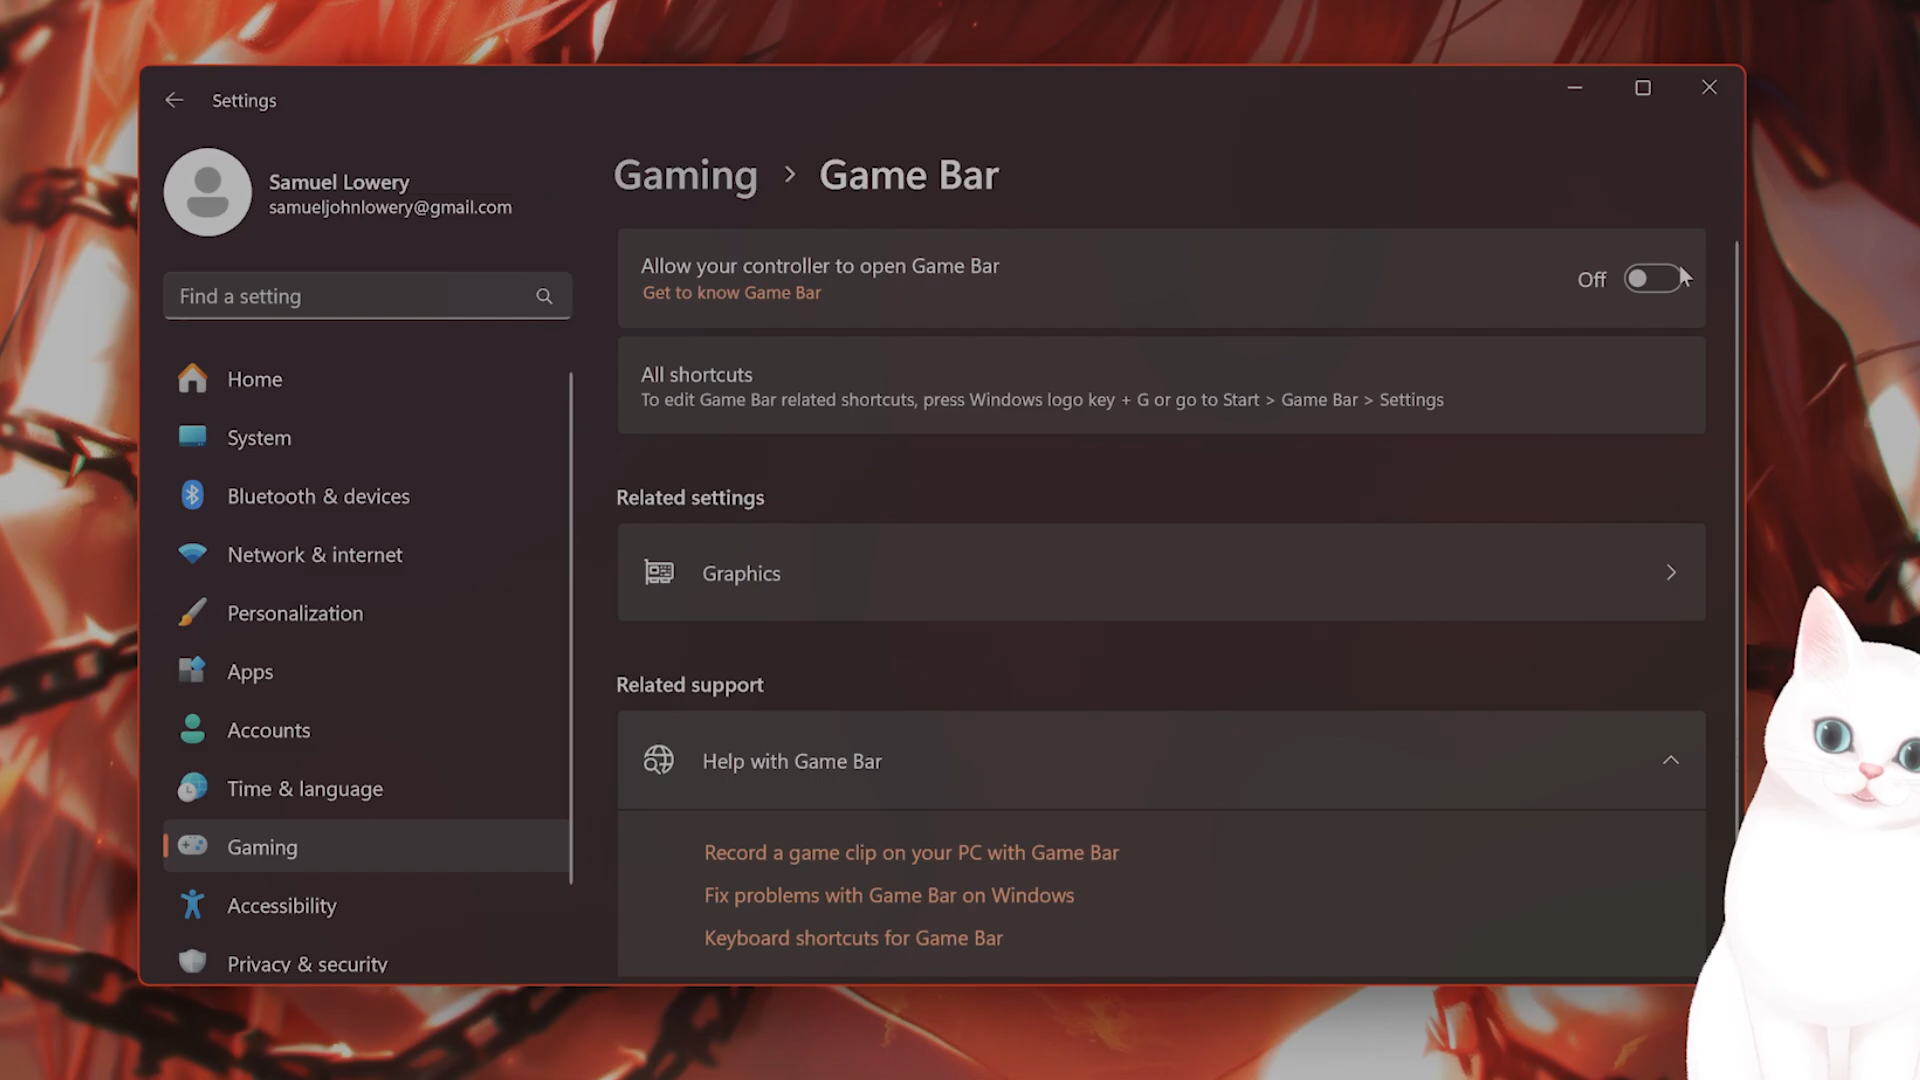 Settings
Samuel Lowery
samueljohnlowery@gmail.com
Find a setting
Home
System
Bluetooth & devices
Network & internet
Personalization
Apps
Accounts
Time & language
Gaming
Accessibility
Privacy & security
Gaming > Game Bar
Allow your controller to open Game Bar
Get to know Game Bar
Off
All shortcuts
To edit Game Bar related shortcuts, press Windows logo key + G or go to Start > Game Bar > Settings
Related settings
Graphics
Related support
Help with Game Bar
Record a game clip on your PC with Game Bar
Fix problems with Game Bar on Windows
Keyboard shortcuts for Game Bar